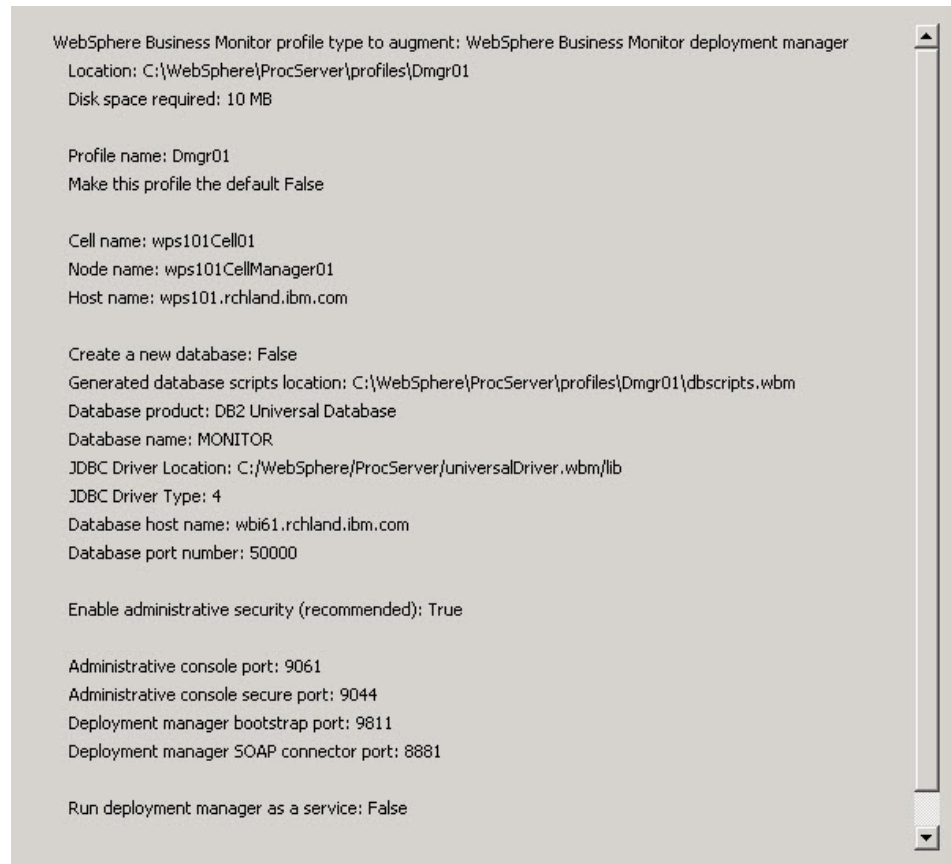 WebSphere Business Monitor profile type to augment: WebSphere Business Monitor deployment manager
Location: C:\WebSphere\ProcServer\profiles\Dmgr01
Disk space required: 10 MB
Profile name: Dmgr01
Make this profile the default False
Cell name: wps101Cell01
Node name: wps101CellManager01
Host name: wps101.rchland.ibm.com
Create a new database: False
Generated database scripts location: C:\WebSphere\ProcServer\profiles\Dmgr01\dbscripts.wbm
Database product: DB2 Universal Database
Database name: MONITOR
JDBC Driver Location: C:/WebSphere/ProcServer/universalDriver.wbm/lib
JDBC Driver Type: 4
Database host name: wbi61.rchland.ibm.com
Database port number: 50000
Enable administrative security (recommended): True
Administrative console port: 9061
Administrative console secure port: 9044
Deployment manager bootstrap port: 9811
Deployment manager SOAP connector port: 8881
Run deployment manager as a service: False